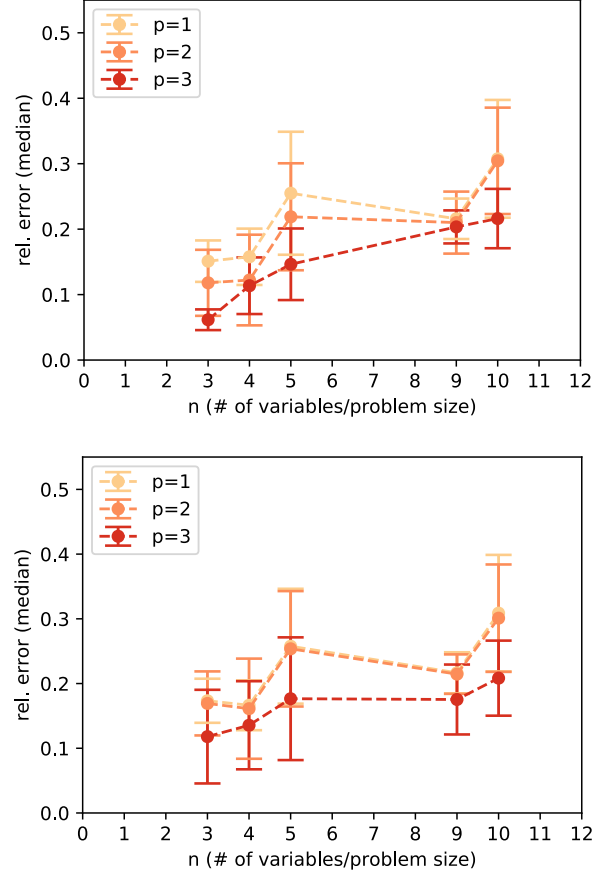 0.5
0.4
0.3
0.2
0.1
0.0
rel. error (median)
p=1
p=2
p=3
0 1 2 3 4 5 6 7 8 9 10 11 12
n (# of variables/problem size)
0.5
0.4
0.3
0.2
0.1
0.0
rel. error (median)
p=1
p=2
p=3
0 1 2 3 4 5 6 7 8 9 10 11 12
n (# of variables/problem size)